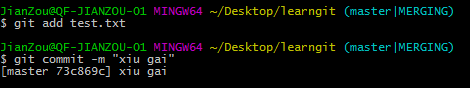 JianZou@QF-JIANZOU-01 MINGW64 ~/Desktop/learngit (master|MERGING)
$ git add test.txt
JianZou@QF-JIANZOU-01 MINGW64 ~/Desktop/learngit (master|MERGING)
$ git commit -m "xiu gai"
[master 73c869c] xiu gai